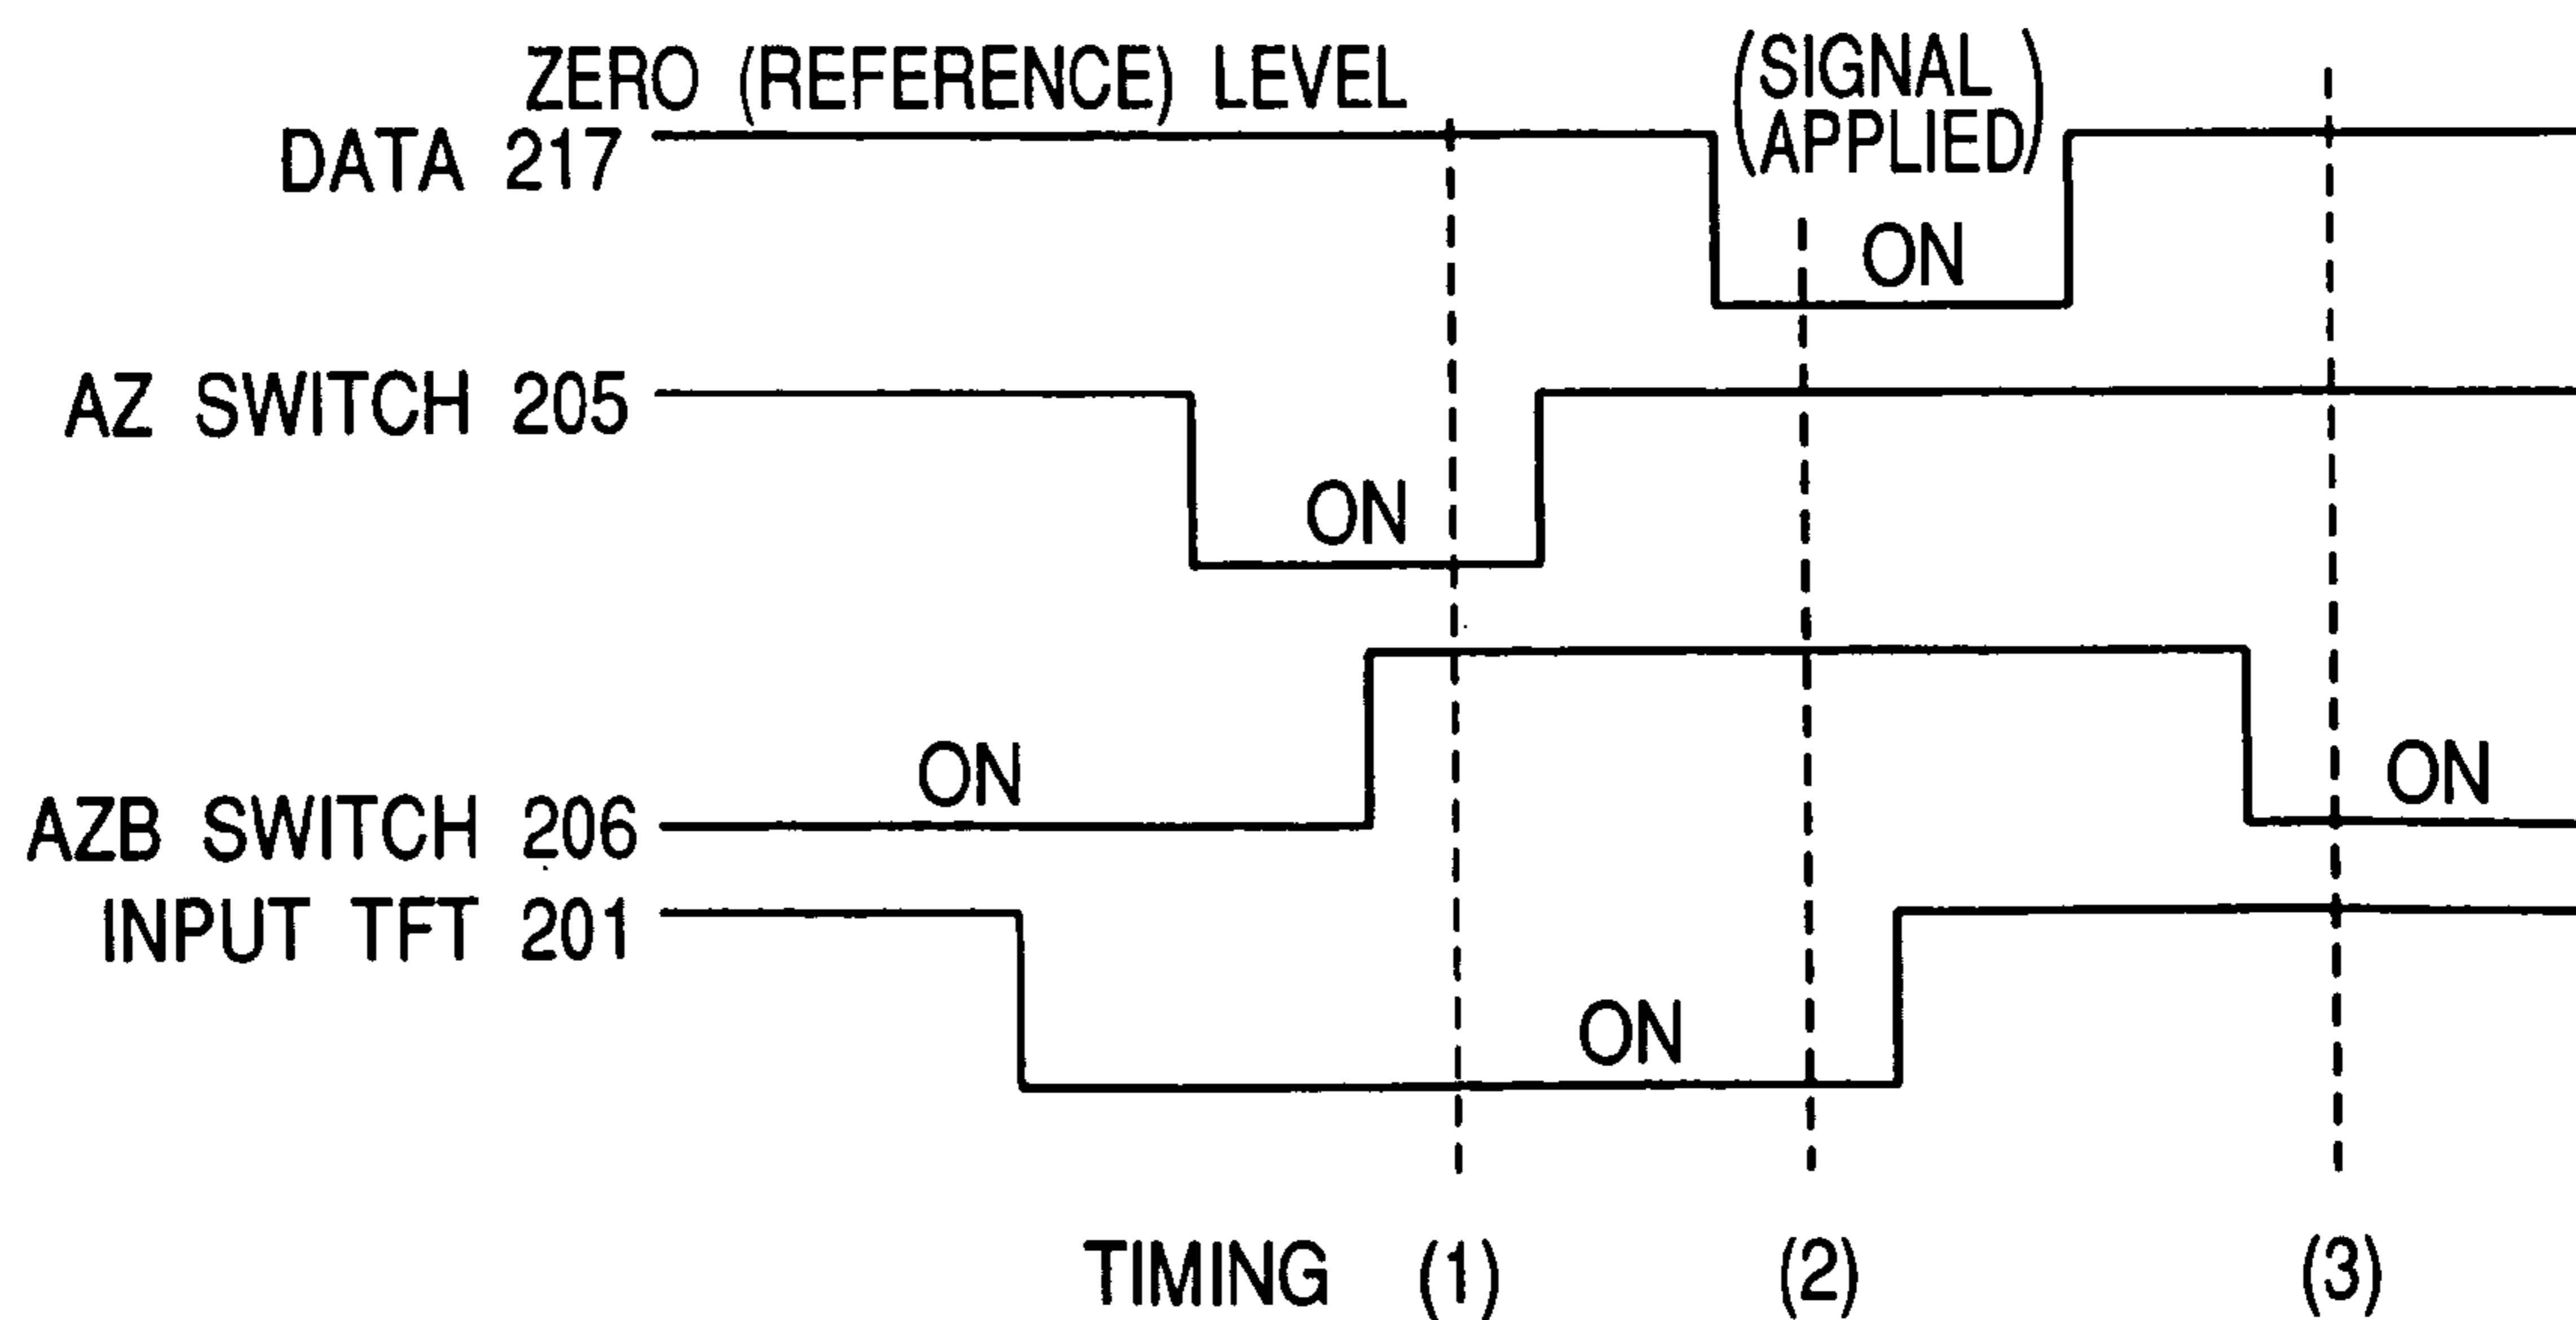 ZERO (REFERENCE) LEVEL
(SIGNAL APPLIED)
DATA 217
ON
AZ SWITCH 205
ON
AZB SWITCH 206
ON
ON
INPUT TFT 201
ON
TIMING (1) (2) (3)